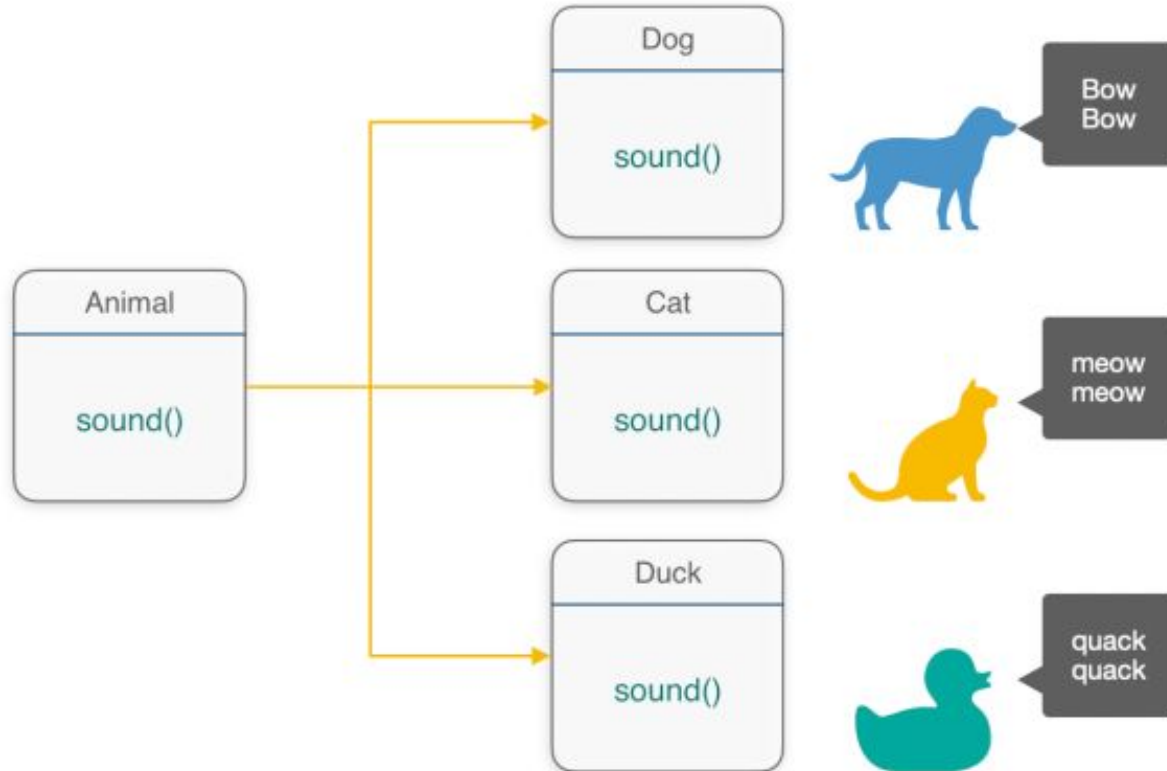 Dog
sound()
Bow
Bow
Animal
sound()
Cat
sound()
meow
meow
Duck
sound()
quack
quack